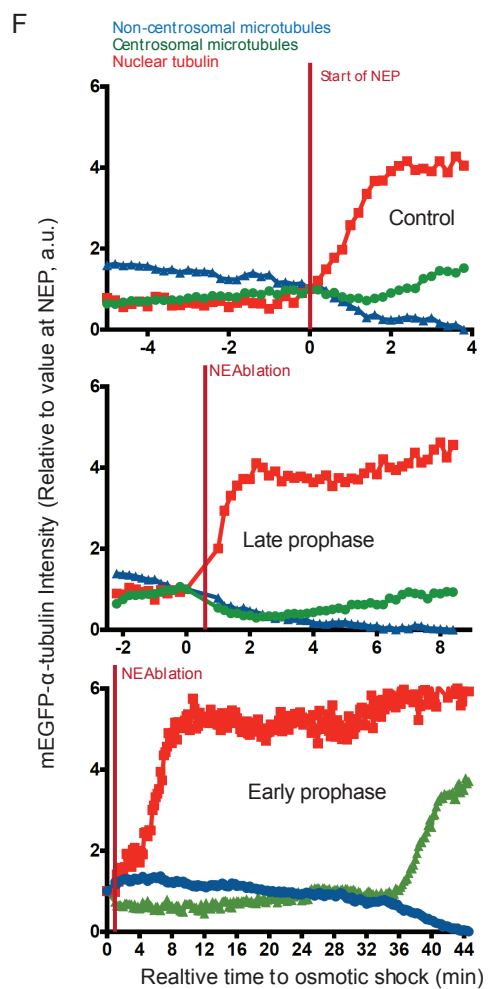 F
Non-centrosomal microtubules
Centrosomal microtubules
Nuclear tubulin
Start of NEP
6
4
2
0
Control
-4
-2
0
2
4
NEAblation
6
4
2
0
Late prophase
-2
0
2
4
6
8
NEAblation
6
4
2
0
Early prophase
0
4
8
12
16
20
24
28
32
36
40
44
mEGFP-α-tubulin Intensity (Relative to value at NEP, a.u.)
Realtive time to osmotic shock (min)